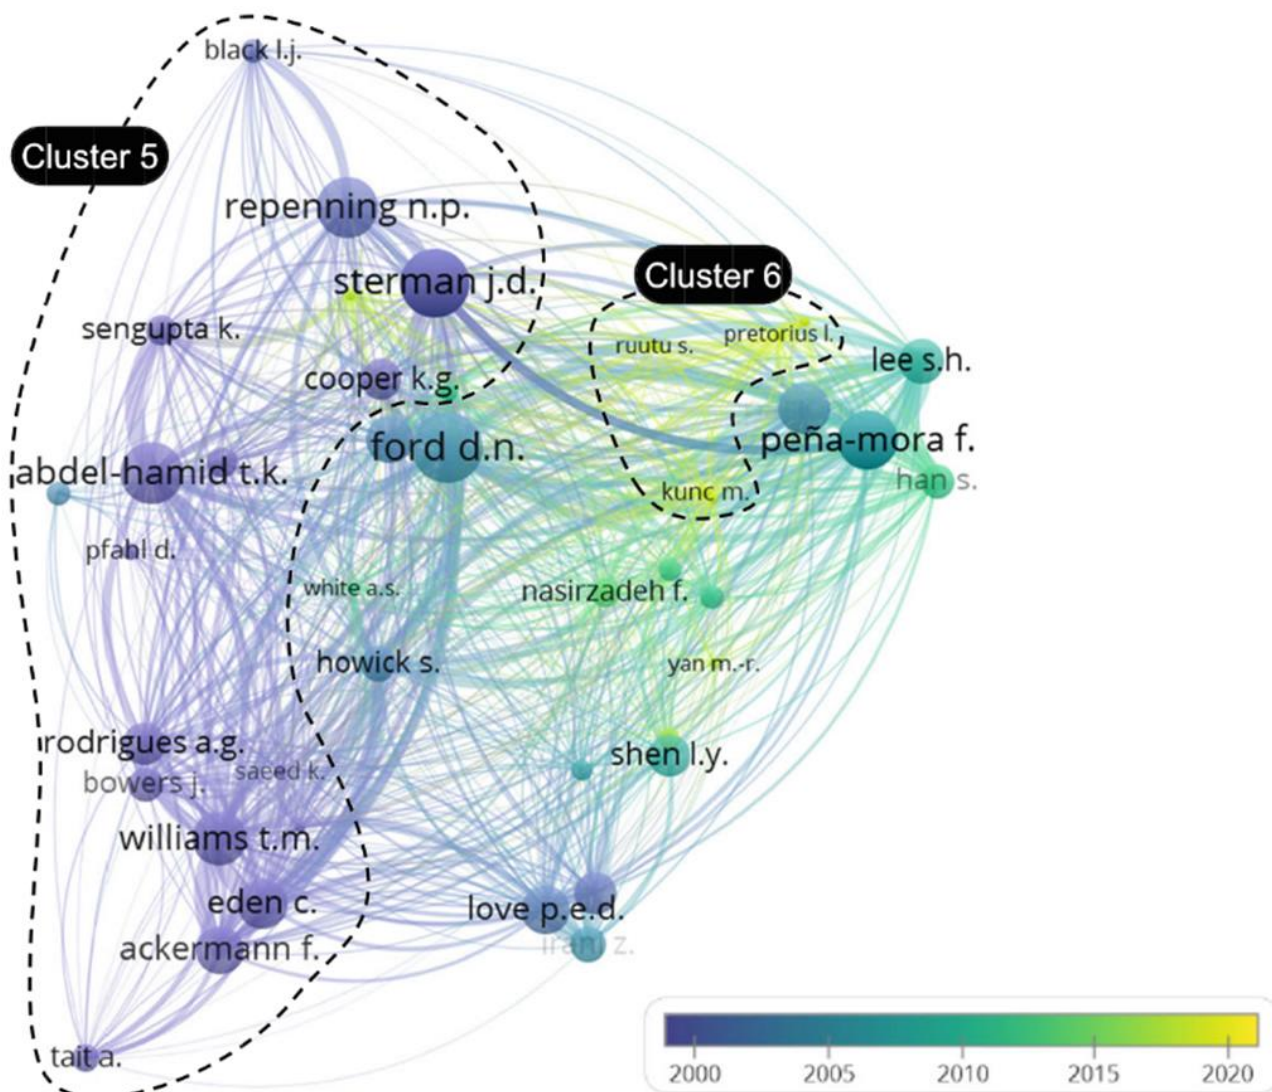 black l.j.
Cluster 5
repenning n.p.
Cluster 6
sterman j.d.
sengupta k.
pretorius l.
ruutu s.
lee s.h.
cooper k.g.
ford d.n.
peña-mora f.
abdel-hamid t.k.
han s.
kunc m.
pfahl d.
white a.s.
nasirzadeh f.
howick s.
yan m.-r.
rodrigues a.g.
shen l.y.
saeed k.
bowers j.
williams t.m.
eden c.
love p.e.d.
ackermann f.
irani z.
tait a.
2000 2005 2010 2015 2020